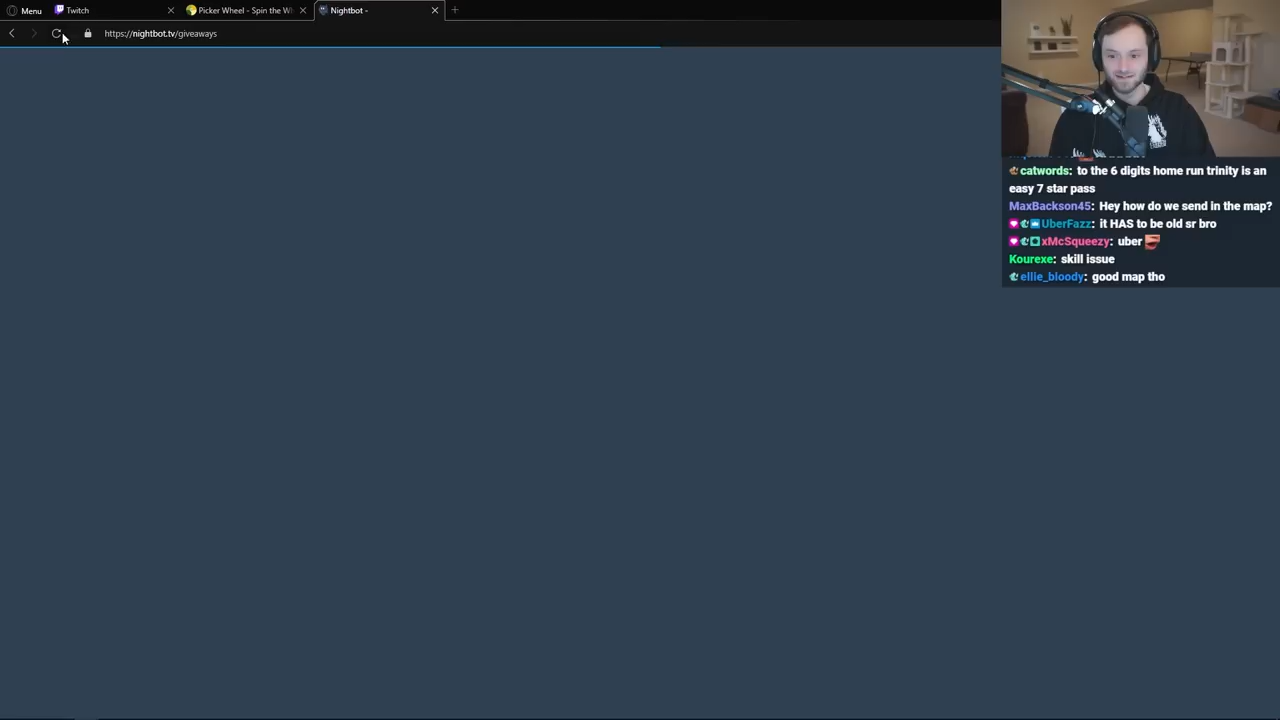 Menu
Twitch
Picker Wheel - Spin the W
Nightbot -
https://nightbot.tv/giveaways
catwords: to the 6 digits home run trinity is an
easy 7 star pass
MaxBackson45: Hey how do we send in the map?
UberFazz: it HAS to be old sr bro
xMcSqueezy: uber
Kourexe: skill issue
ellie_bloody: good map tho